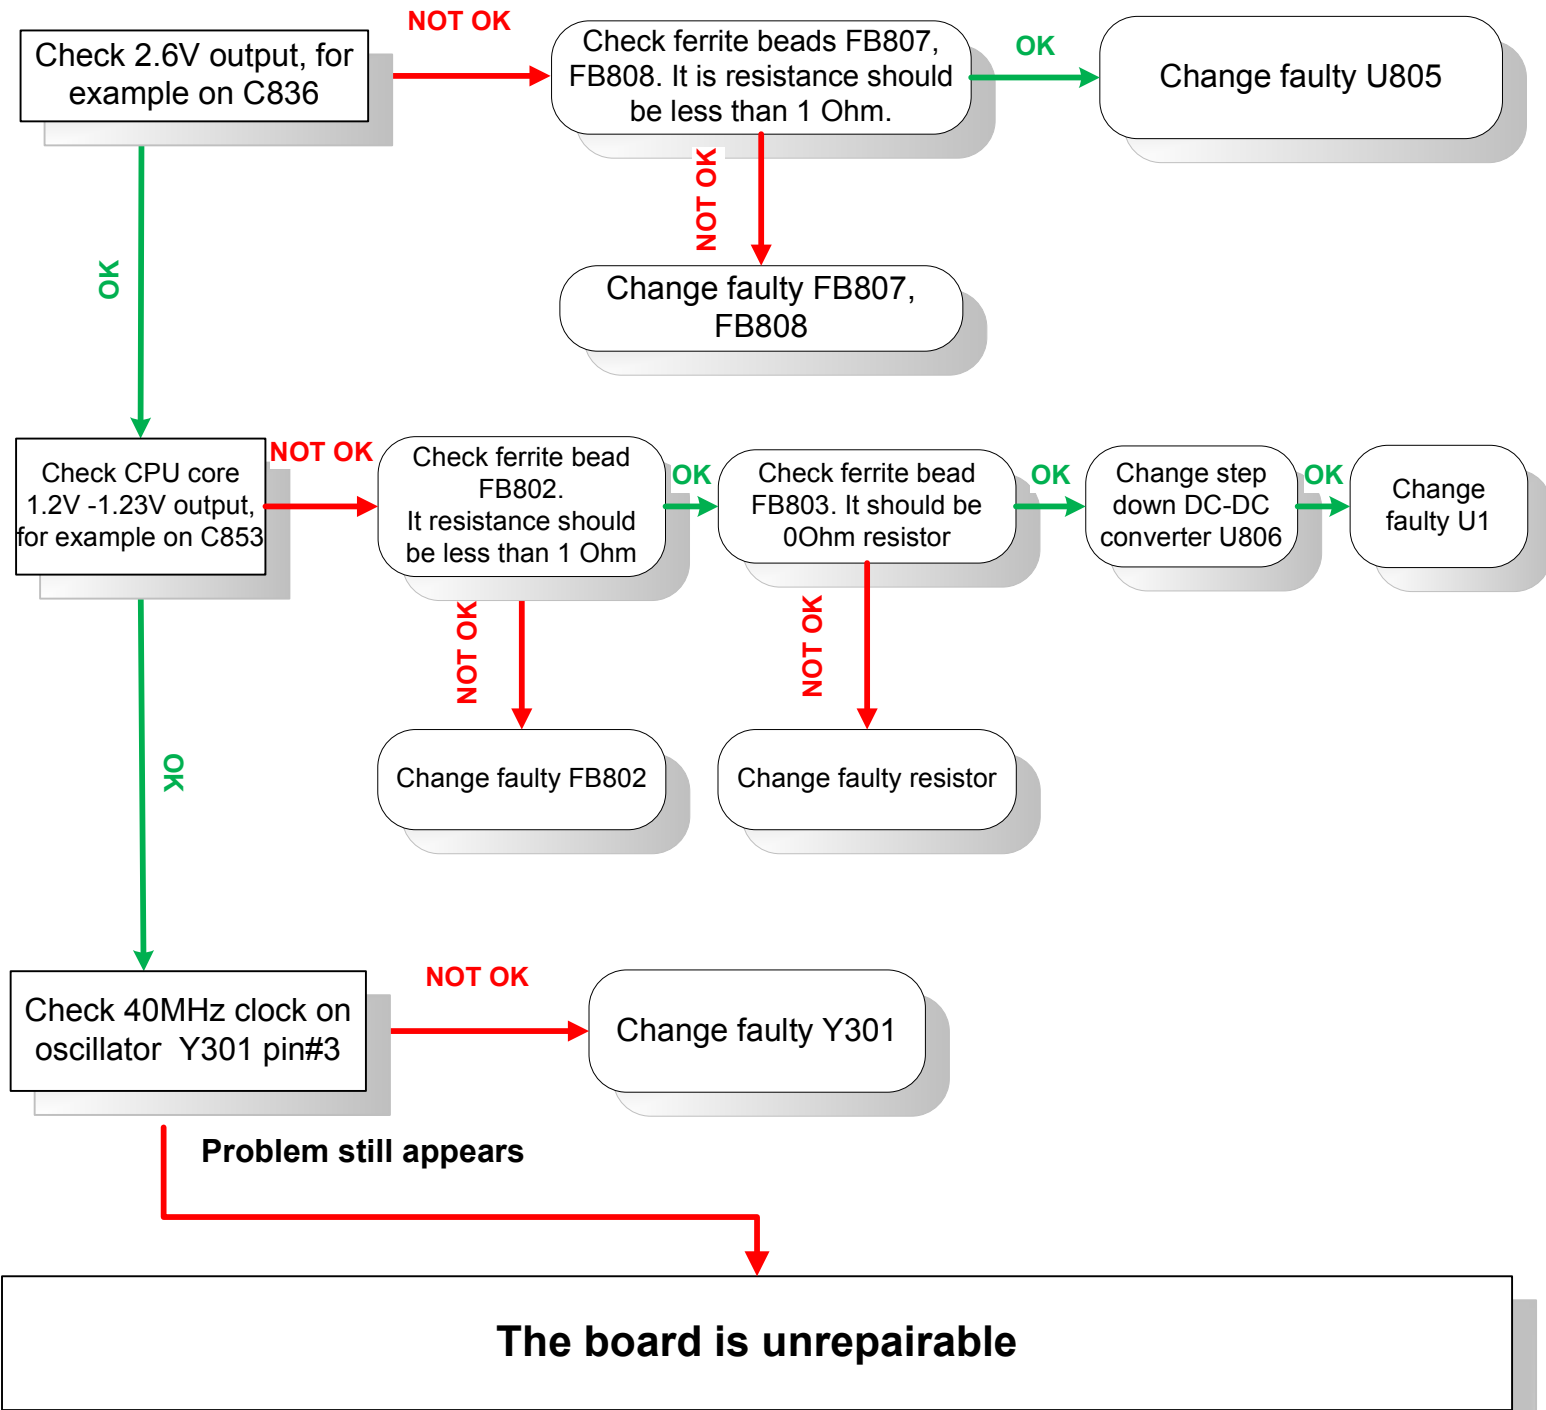 NOT OK
Check 2.6V output, for
example on C836
Check ferrite beads FB807,
FB808. It is resistance should
be less than 1 Ohm.
OK
Change faulty U805
NOT OK
Change faulty FB807,
FB808
OK
Check CPU core
1.2V -1.23V output,
for example on C853
NOT OK
Check ferrite bead
FB802.
It resistance should
be less than 1 Ohm
OK
Check ferrite bead
FB803. It should be
0Ohm resistor
OK
Change step
down DC-DC
converter U806
OK
Change
faulty U1
NOT OK
Change faulty FB802
NOT OK
Change faulty resistor
OK
Check 40MHz clock on
oscillator  Y301 pin#3
NOT OK
Change faulty Y301
Problem still appears
The board is unrepairable